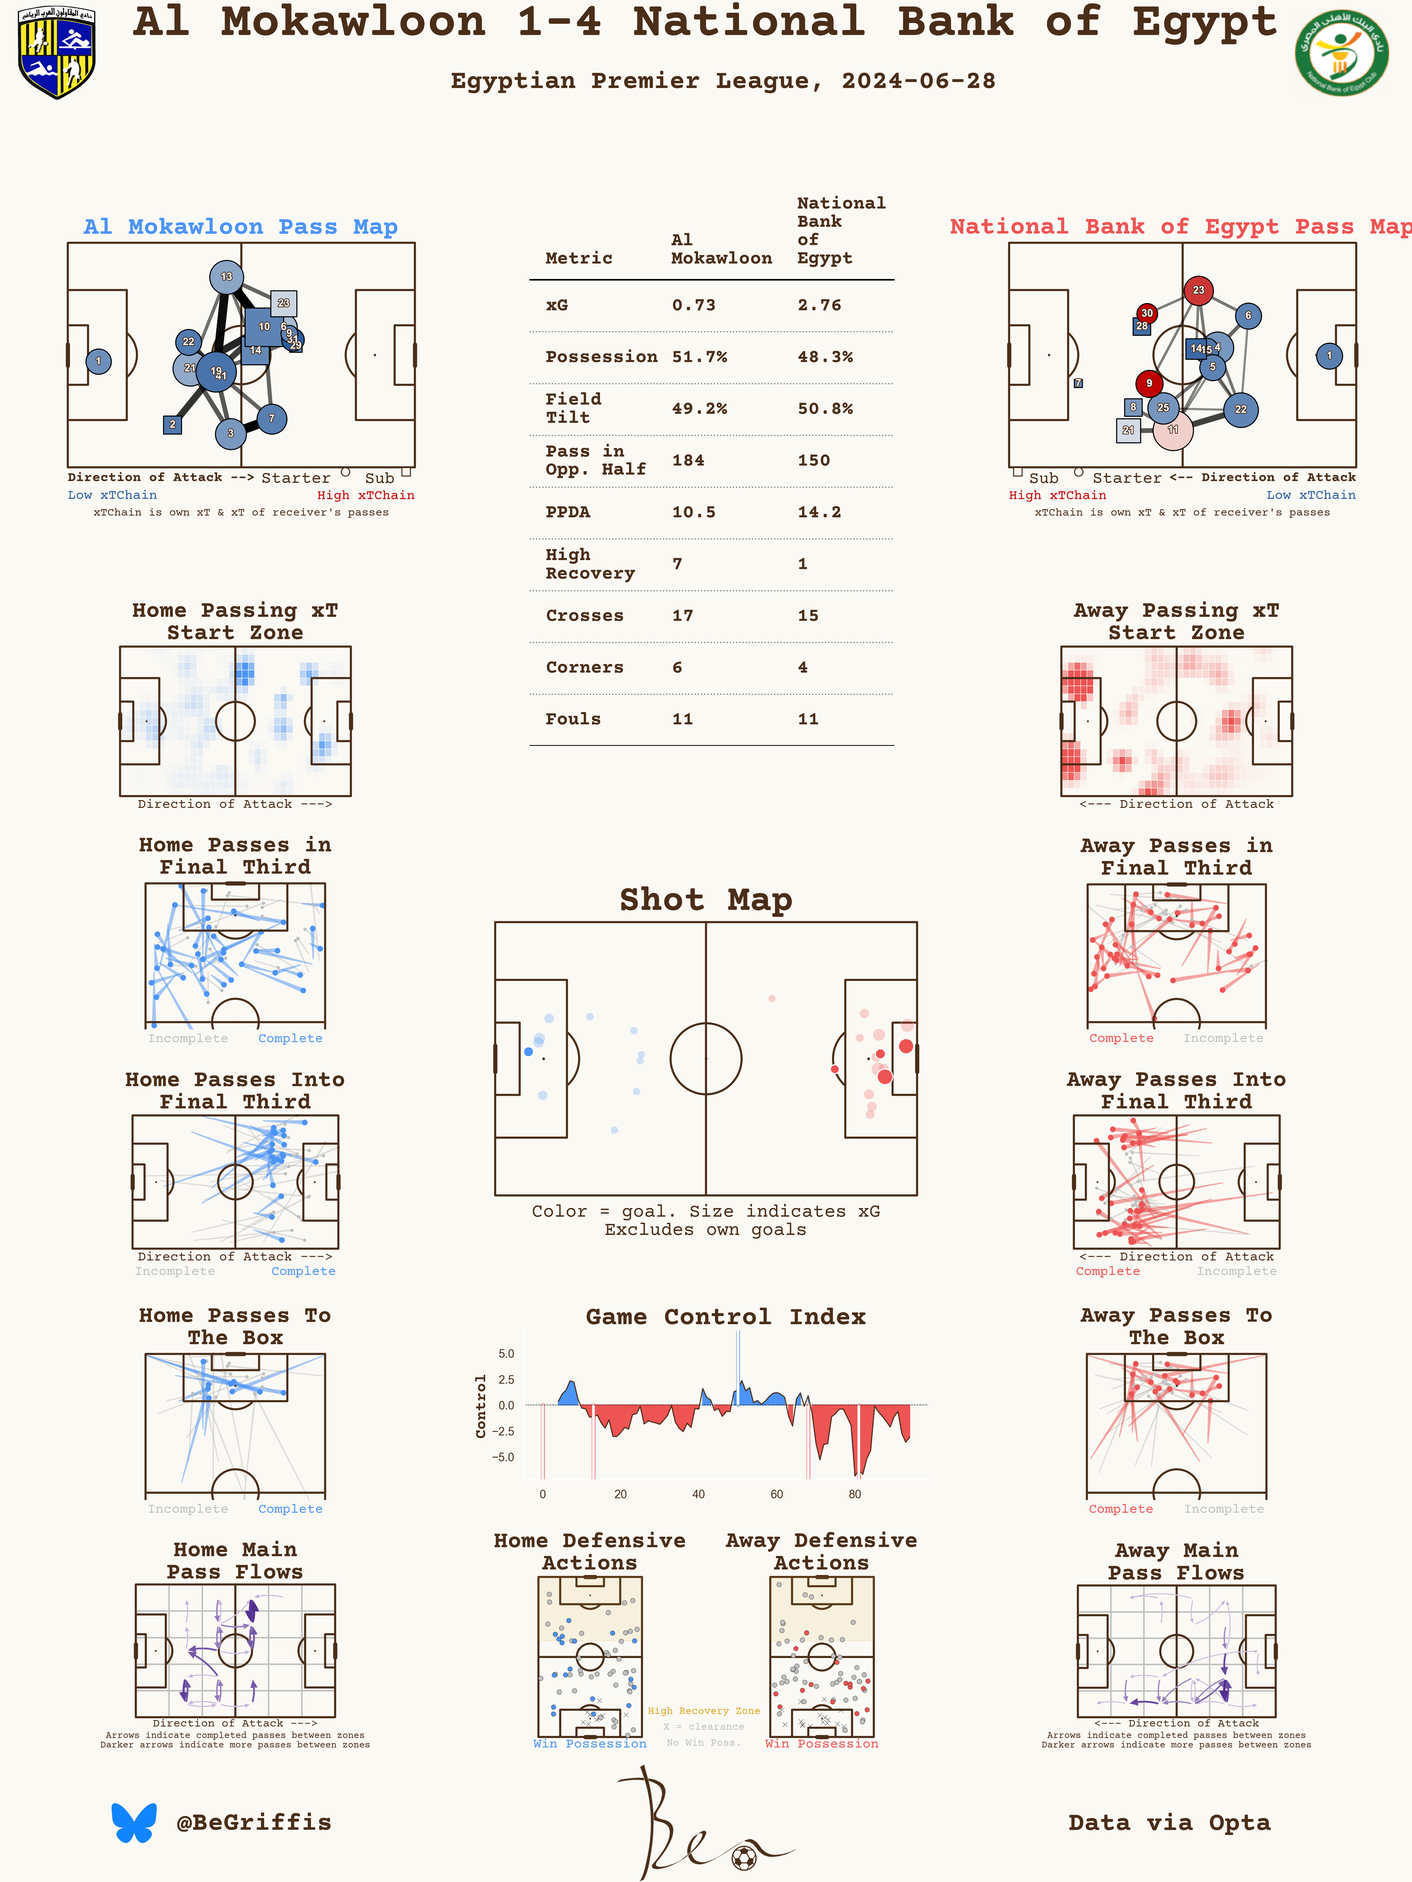 Al Mokawloon 1-4 National Bank of Egypt
Egyptian Premier League, 2024-06-28
نادي المقاولون العرب الرياضي
نادي البنك الأهلي المصري
National Bank of Egypt Club
Al Mokawloon Pass Map
13
23
10
6
9
31
29
14
22
21
19
41
1
2
3
7
Direction of Attack --> Starter Sub
Low xTChain High xTChain
xTChain is own xT & xT of receiver's passes
National
Bank
of
Egypt
Al
Mokawloon
Metric
xG 0.73 2.76
Possession 51.7% 48.3%
Field
Tilt 49.2% 50.8%
Pass in
Opp. Half 184 150
PPDA 10.5 14.2
High
Recovery 7 1
Crosses 17 15
Corners 6 4
Fouls 11 11
National Bank of Egypt Pass Map
23
30
28
6
14
15
4
5
1
7
9
8
25
22
21
11
Sub Starter <-- Direction of Attack
High xTChain Low xTChain
xTChain is own xT & xT of receiver's passes
Home Passing xT
Start Zone
Direction of Attack --->
Away Passing xT
Start Zone
<--- Direction of Attack
Home Passes in
Final Third
Incomplete Complete
Away Passes in
Final Third
Complete Incomplete
Shot Map
Color = goal. Size indicates xG
Excludes own goals
Home Passes Into
Final Third
Direction of Attack --->
Incomplete Complete
Away Passes Into
Final Third
<--- Direction of Attack
Complete Incomplete
Home Passes To
The Box
Incomplete Complete
Game Control Index
Control
5.0
2.5
0.0
−2.5
−5.0
0 20 40 60 80
Away Passes To
The Box
Complete Incomplete
Home Main
Pass Flows
Direction of Attack --->
Arrows indicate completed passes between zones
Darker arrows indicate more passes between zones
Home Defensive
Actions
Win Possession
High Recovery Zone
X = clearance
No Win Poss.
Away Defensive
Actions
Win Possession
Away Main
Pass Flows
<--- Direction of Attack
Arrows indicate completed passes between zones
Darker arrows indicate more passes between zones
@BeGriffis
Ben
Data via Opta